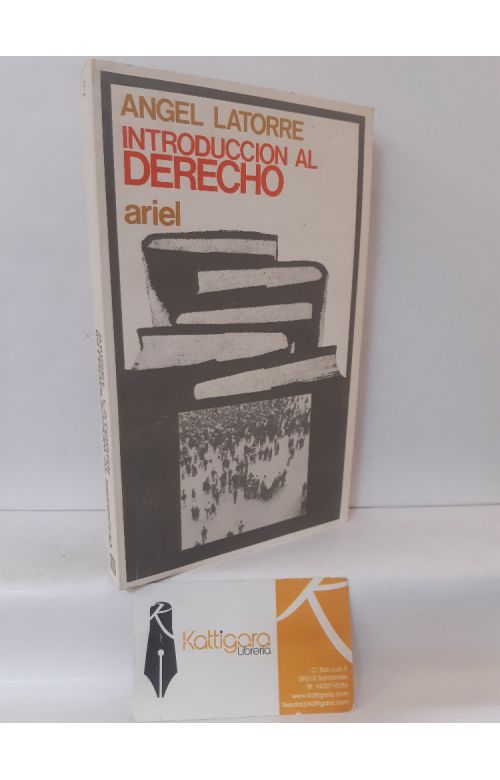 ANGEL LATORRE
INTRODUCCION AL
DERECHO
ariel
Kattigara
Librería
C/ San Luis 5
39010 Santander
www.kattigara.com